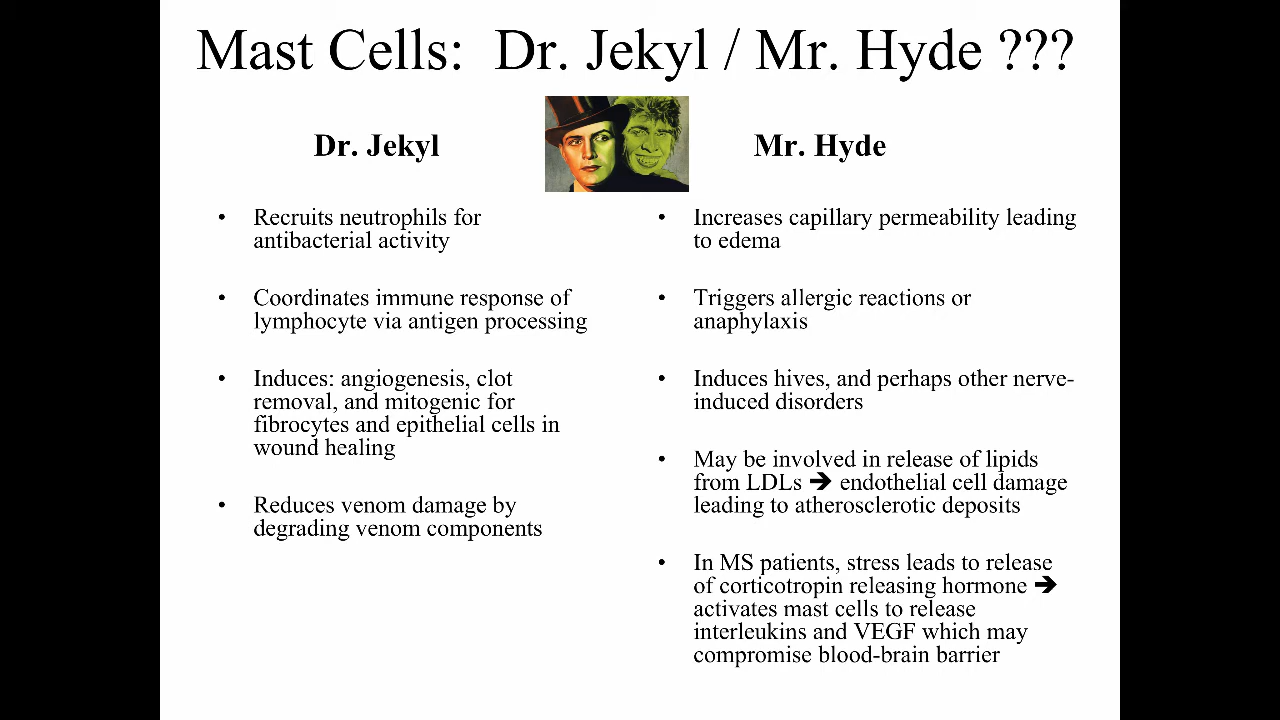 Mast Cells:  Dr. Jekyl / Mr. Hyde ???
Dr. Jekyl
• Recruits neutrophils for
antibacterial activity
• Coordinates immune response of
lymphocyte via antigen processing
• Induces: angiogenesis, clot
removal, and mitogenic for
fibrocytes and epithelial cells in
wound healing
• Reduces venom damage by
degrading venom components
Mr. Hyde
• Increases capillary permeability leading
to edema
• Triggers allergic reactions or
anaphylaxis
• Induces hives, and perhaps other nerve-
induced disorders
• May be involved in release of lipids
from LDLs ➔ endothelial cell damage
leading to atherosclerotic deposits
• In MS patients, stress leads to release
of corticotropin releasing hormone ➔
activates mast cells to release
interleukins and VEGF which may
compromise blood-brain barrier